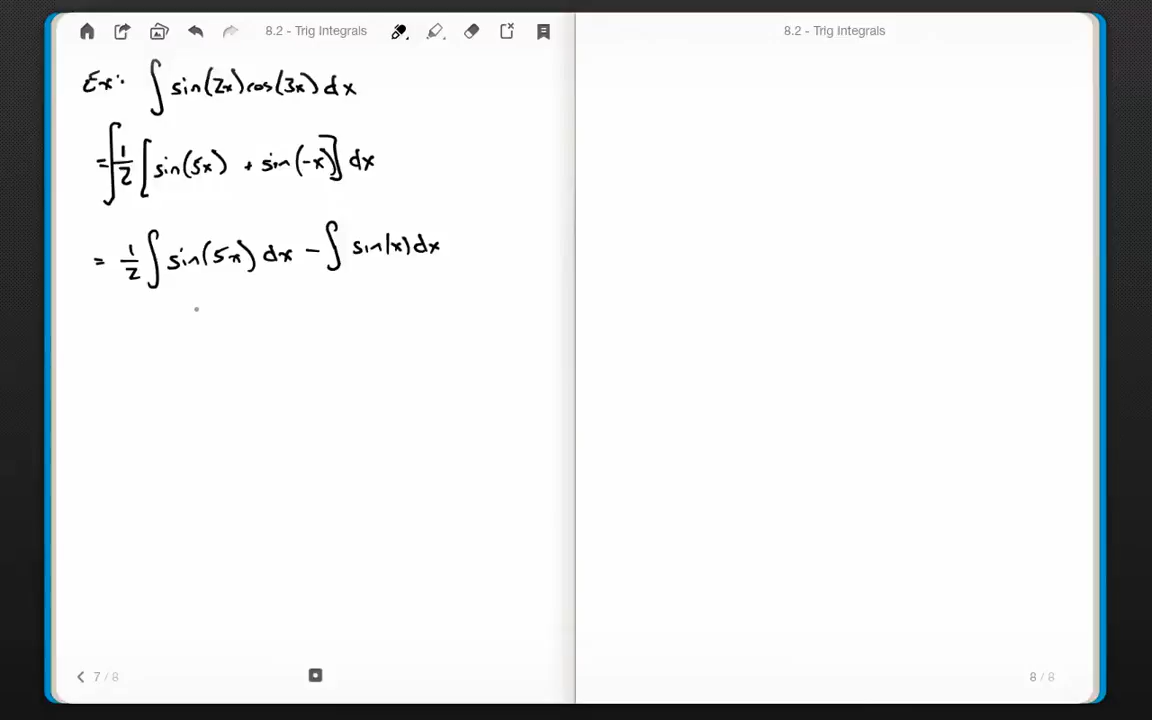 8.2 - Trig Integrals
8.2 - Trig Integrals
Ex: ∫ sin(2x)cos(3x) dx
= ∫ 1/2 [sin(5x) + sin(-x)] dx
= 1/2 ∫ sin(5x) dx - ∫ sin(x) dx
7 / 8
8 / 8